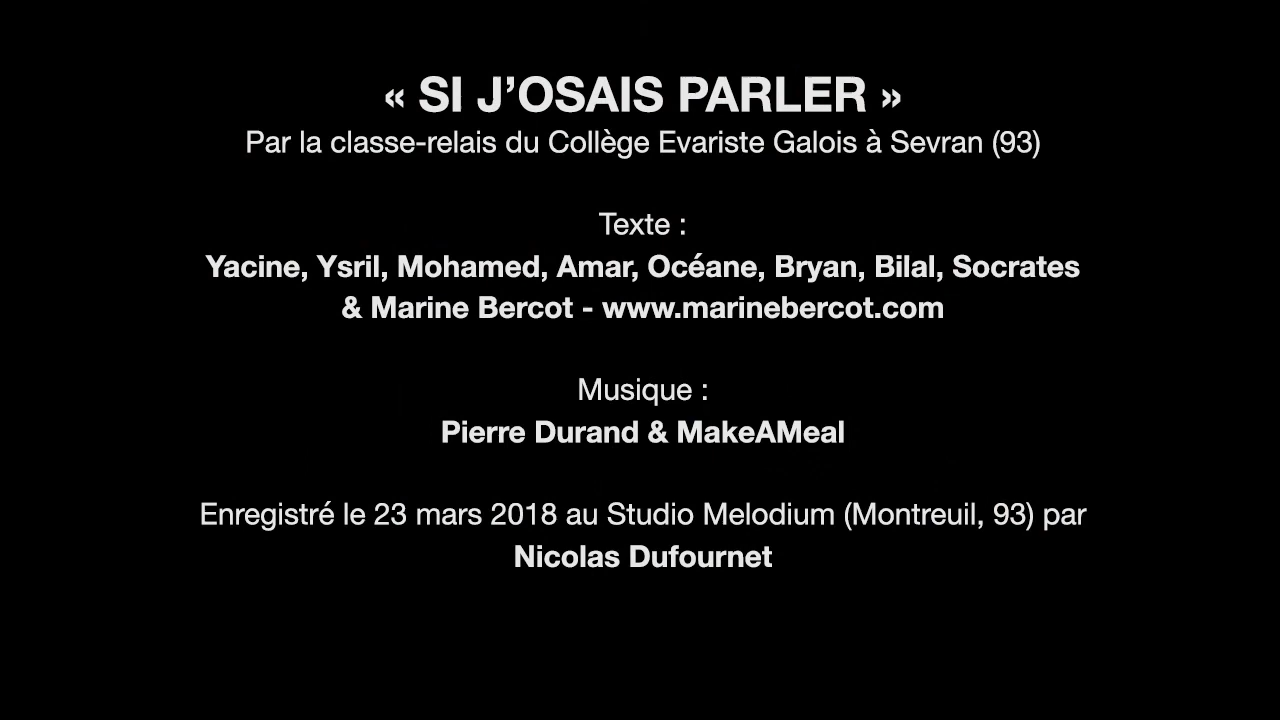 « SI J’OSAIS PARLER »
Par la classe-relais du Collège Evariste Galois à Sevran (93)
Texte :
Yacine, Ysril, Mohamed, Amar, Océane, Bryan, Bilal, Socrates
& Marine Bercot - www.marinebercot.com
Musique :
Pierre Durand & MakeAMeal
Enregistré le 23 mars 2018 au Studio Melodium (Montreuil, 93) par
Nicolas Dufournet